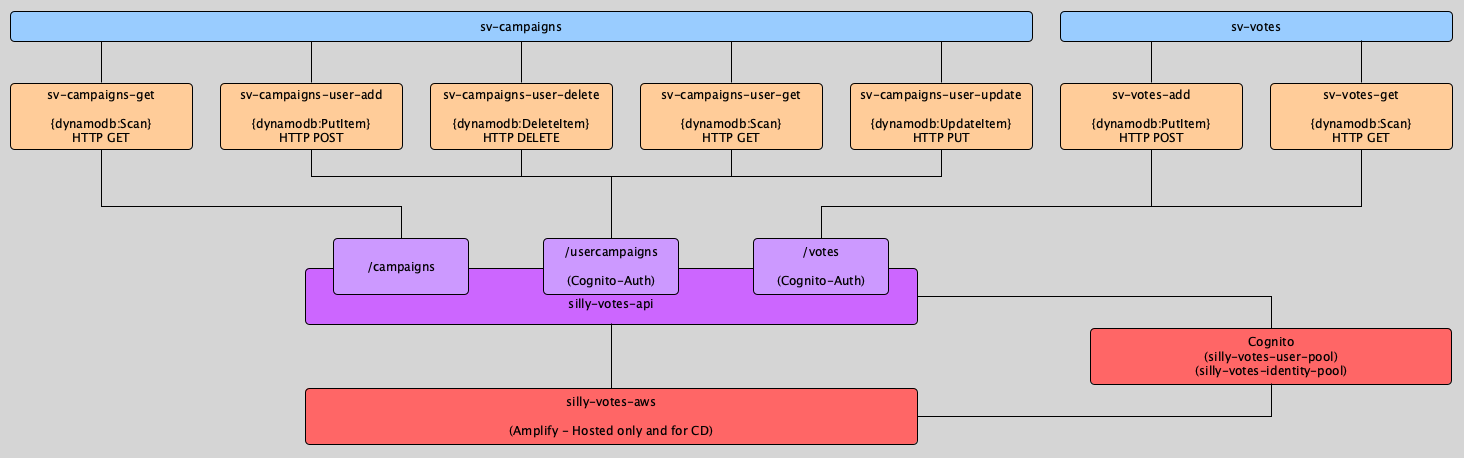 sv-campaigns
sv-votes
sv-campaigns-get
{dynamodb:Scan}
HTTP GET
sv-campaigns-user-add
{dynamodb:PutItem}
HTTP POST
sv-campaigns-user-delete
{dynamodb:DeleteItem}
HTTP DELETE
sv-campaigns-user-get
{dynamodb:Scan}
HTTP GET
sv-campaigns-user-update
{dynamodb:UpdateItem}
HTTP PUT
sv-votes-add
{dynamodb:PutItem}
HTTP POST
sv-votes-get
{dynamodb:Scan}
HTTP GET
/campaigns
/usercampaigns
(Cognito-Auth)
/votes
(Cognito-Auth)
silly-votes-api
Cognito
(silly-votes-user-pool)
(silly-votes-identity-pool)
silly-votes-aws
(Amplify - Hosted only and for CD)